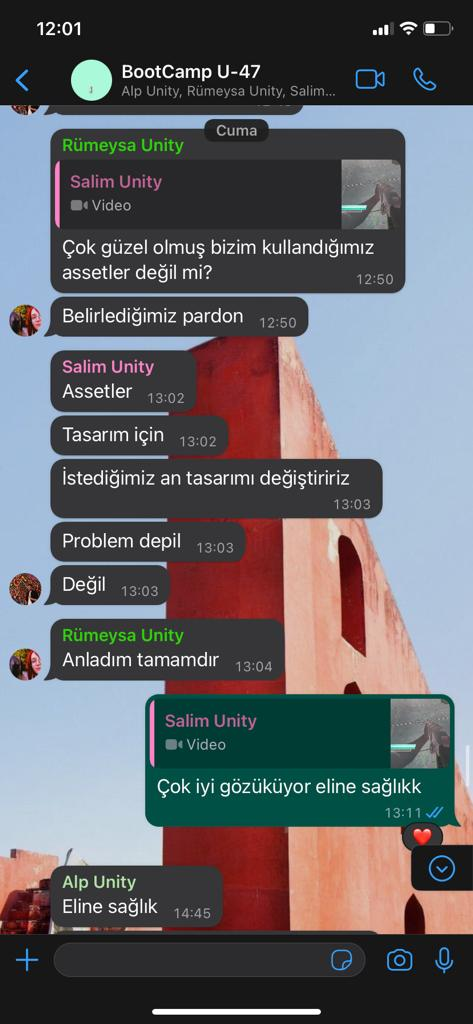 12:01
BootCamp U-47
Alp Unity, Rümeysa Unity, Salim...
Cuma
Rümeysa Unity
Salim Unity
Video
Çok güzel olmuş bizim kullandığımız
assetler değil mi?
12:50
Belirlediğimiz pardon 12:50
Salim Unity
Assetler 13:02
Tasarım için 13:02
İstediğimiz an tasarımı değiştiririz
13:03
Problem depil 13:03
Değil 13:03
Rümeysa Unity
Anladım tamamdır 13:04
Salim Unity
Video
Çok iyi gözüküyor eline sağlıkk
13:11
Alp Unity
Eline sağlık 14:45